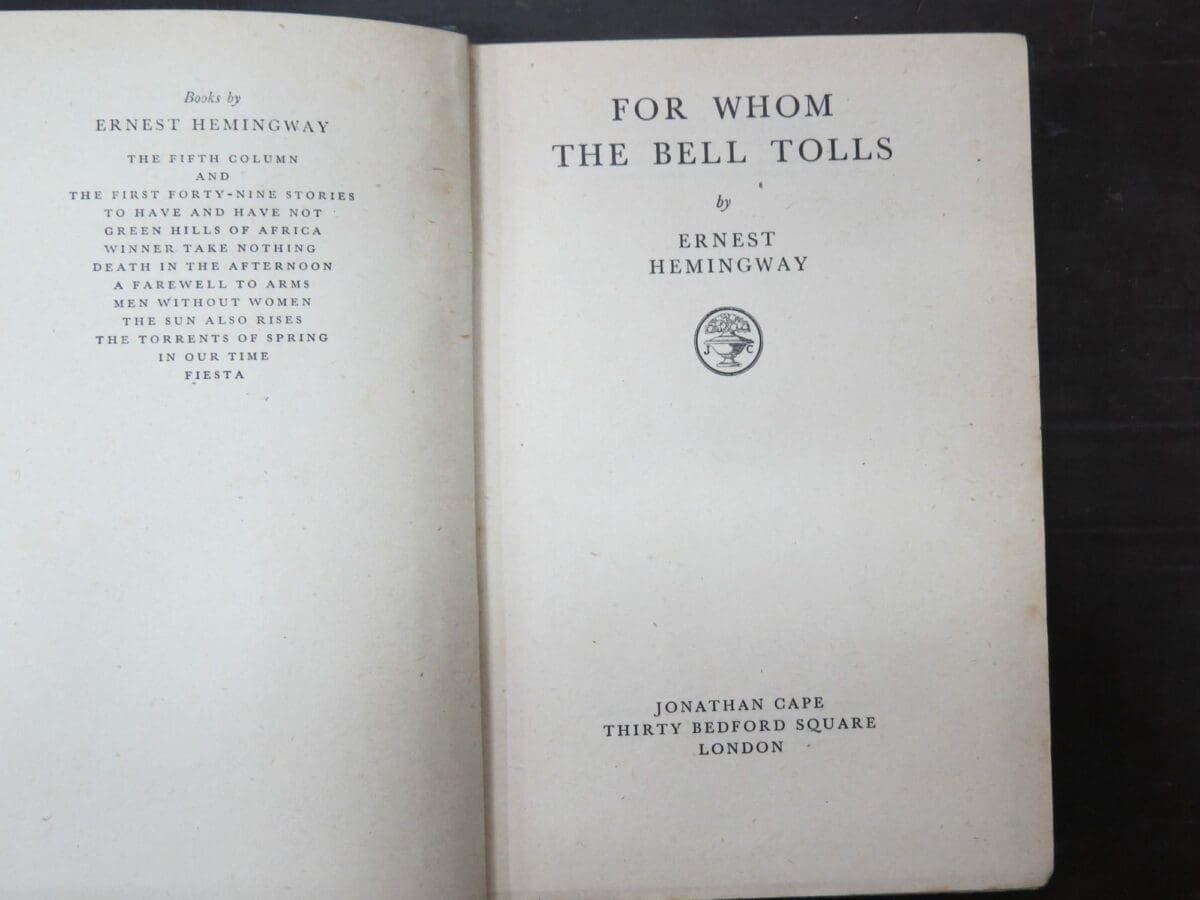 Books by
ERNEST HEMINGWAY
THE FIFTH COLUMN
AND
THE FIRST FORTY-NINE STORIES
TO HAVE AND HAVE NOT
GREEN HILLS OF AFRICA
WINNER TAKE NOTHING
DEATH IN THE AFTERNOON
A FAREWELL TO ARMS
MEN WITHOUT WOMEN
THE SUN ALSO RISES
THE TORRENTS OF SPRING
IN OUR TIME
FIESTA
FOR WHOM
THE BELL TOLLS
by
ERNEST
HEMINGWAY
J C
JONATHAN CAPE
THIRTY BEDFORD SQUARE
LONDON